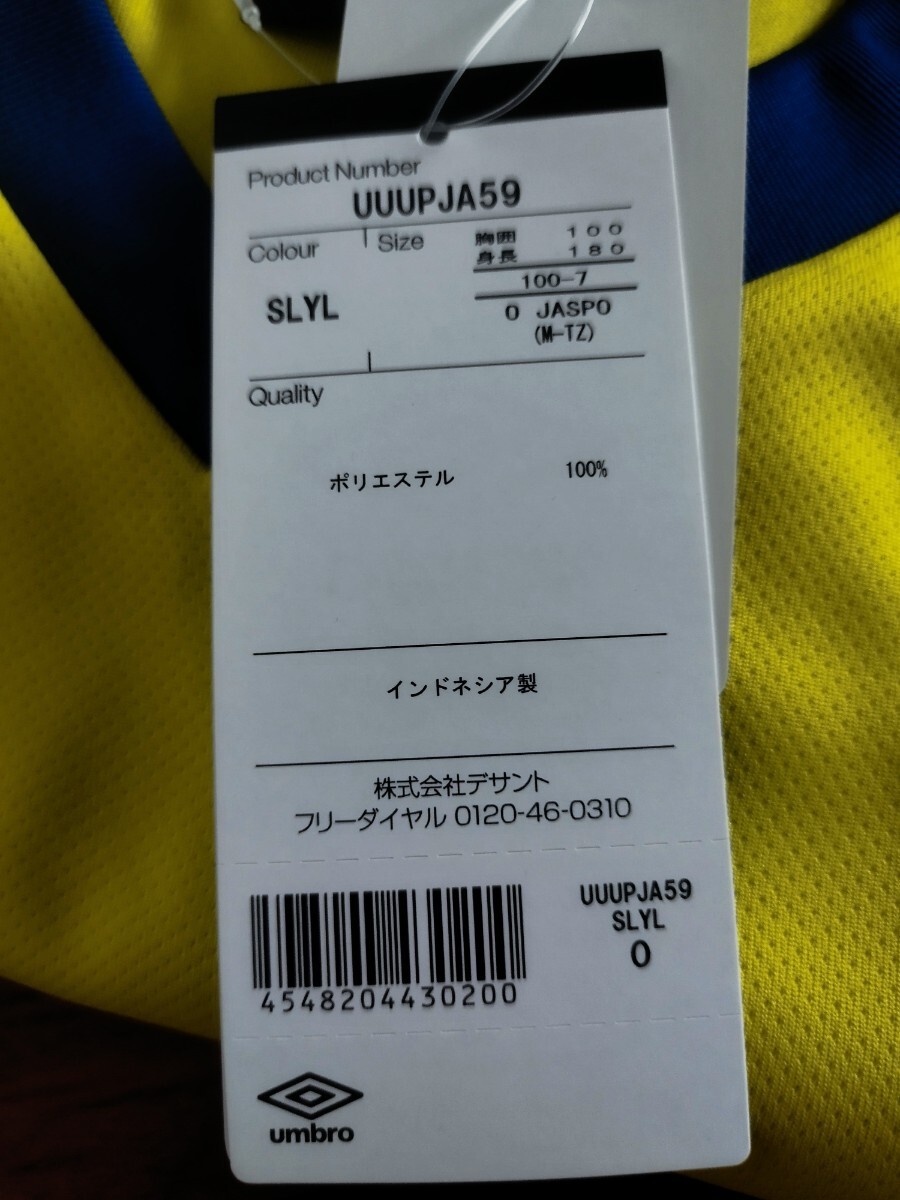 Product Number
UUUPJA59
Colour
Size
胸囲 100
身長 180
100-7
SLYL
O JASPO
(M-TZ)
Quality
ポリエステル 100%
インドネシア製
株式会社デサント
フリーダイヤル 0120-46-0310
UUUPJA59
SLYL
O
4548204430200
umbro